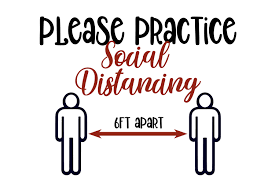 PLEASE PRACTICE
Social
Distancing
6FT APART